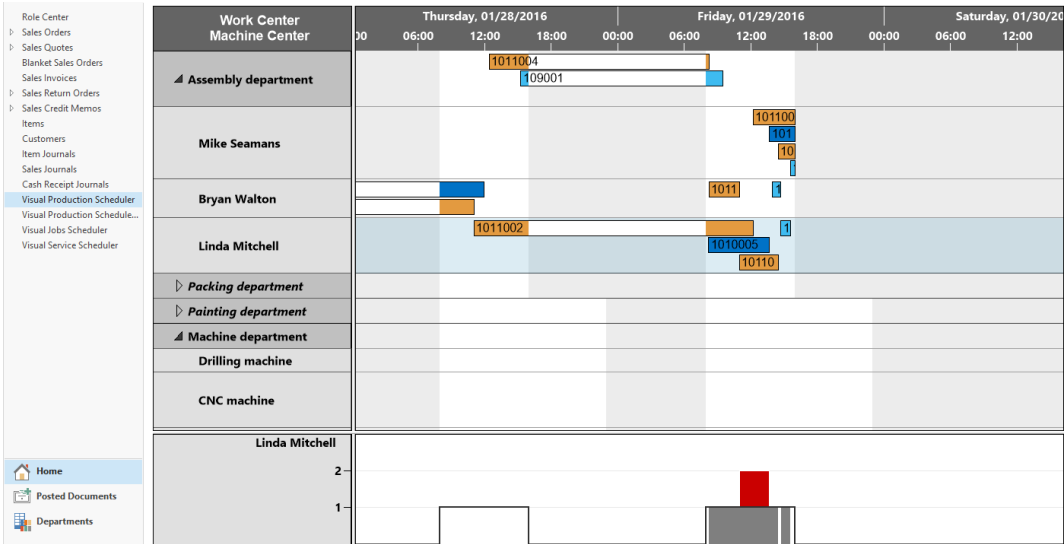 Role Center
Sales Orders
Sales Quotes
Blanket Sales Orders
Sales Invoices
Sales Return Orders
Sales Credit Memos
Items
Customers
Item Journals
Sales Journals
Cash Receipt Journals
Visual Production Scheduler
Visual Production Schedule...
Visual Jobs Scheduler
Visual Service Scheduler
Home
Posted Documents
Departments
Work Center
Machine Center
Thursday, 01/28/2016 Friday, 01/29/2016 Saturday, 01/30/20
00 06:00 12:00 18:00 00:00 06:00 12:00 18:00 00:00 12:00
Assembly department
1011004
109001
Mike Seamans
101100
101
10
Bryan Walton
1011 1
Linda Mitchell
1011002 1
1010005
10110
Packing department
Painting department
Machine department
Drilling machine
CNC machine
Linda Mitchell
2
1